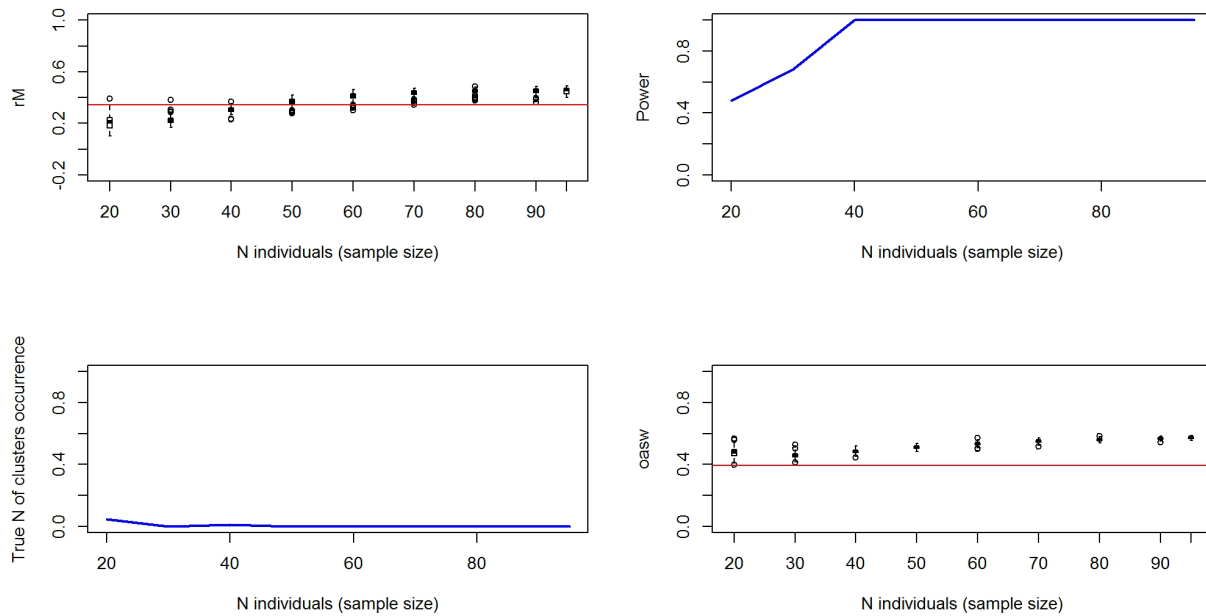 rM
-0.2 0.2 0.6 1.0
20 30 40 50 60 70 80 90
N individuals (sample size)
Power
0.0 0.4 0.8
20 40 60 80
N individuals (sample size)
True N of clusters occurrence
0.0 0.4 0.8
20 40 60 80
N individuals (sample size)
oasw
0.0 0.4 0.8
20 30 40 50 60 70 80 90
N individuals (sample size)